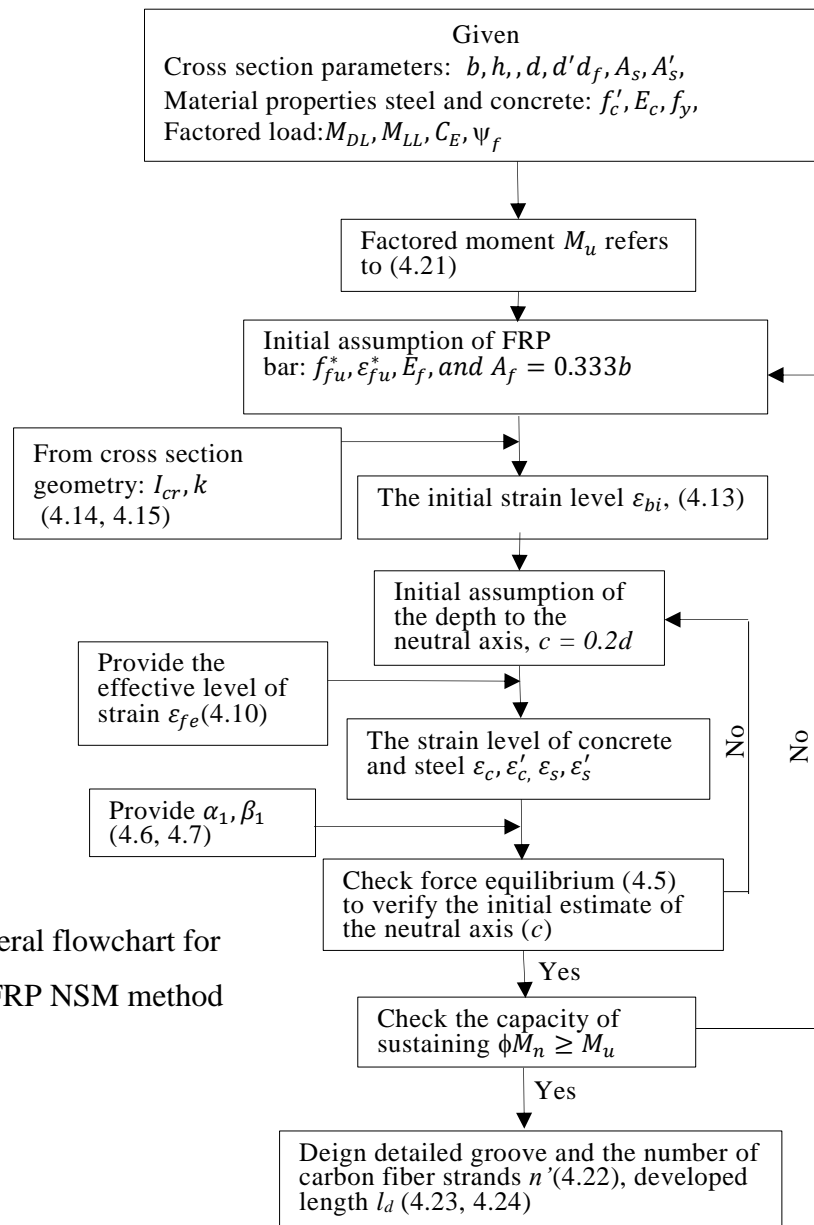 Given
Cross section parameters: b, h, , d, d′d_f, A_s, A′_s,
Material properties steel and concrete: f′_c, E_c, f_y,
Factored load:M_DL, M_LL, C_E, ψ_f
Factored moment M_u refers
to (4.21)
Initial assumption of FRP
bar: f*_fu, ε*_fu, E_f, and A_f = 0.333b
From cross section
geometry: I_cr, k
(4.14, 4.15)
The initial strain level ε_bi, (4.13)
Initial assumption of
the depth to the
neutral axis, c = 0.2d
Provide the
effective level of
strain ε_fe(4.10)
The strain level of concrete
and steel ε_c, ε′_c, ε_s, ε′_s
No
No
Provide α_1, β_1
(4.6, 4.7)
Check force equilibrium (4.5)
to verify the initial estimate of
the neutral axis (c)
eral flowchart for
FRP NSM method
Yes
Check the capacity of
sustaining ϕM_n ≥ M_u
Yes
Deign detailed groove and the number of
carbon fiber strands n’(4.22), developed
length l_d (4.23, 4.24)